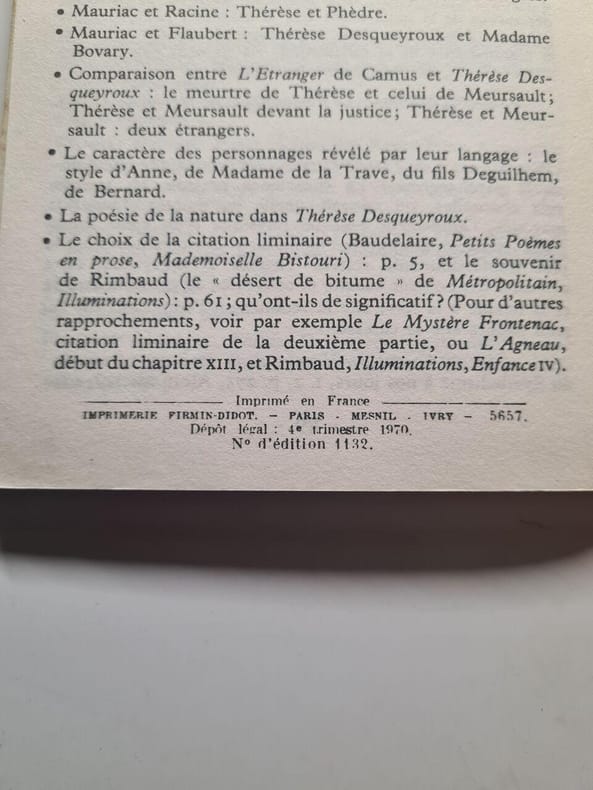 • Mauriac et Racine : Thérèse et Phèdre.
• Mauriac et Flaubert : Thérèse Desqueyroux et Madame
Bovary.
• Comparaison entre L'Etranger de Camus et Thérèse Des-
queyroux : le meurtre de Thérèse et celui de Meursault;
Thérèse et Meursault devant la justice; Thérèse et Meur-
sault : deux étrangers.
• Le caractère des personnages révélé par leur langage : le
style d'Anne, de Madame de la Trave, du fils Deguilhem,
de Bernard.
• La poésie de la nature dans Thérèse Desqueyroux.
• Le choix de la citation liminaire (Baudelaire, Petits Poèmes
en prose, Mademoiselle Bistouri) : p. 5, et le souvenir
de Rimbaud (le « désert de bitume » de Métropolitain,
Illuminations) : p. 61 ; qu'ont-ils de significatif ? (Pour d'autres
rapprochements, voir par exemple Le Mystère Frontenac,
citation liminaire de la deuxième partie, ou L'Agneau,
début du chapitre XIII, et Rimbaud, Illuminations, Enfance IV).
Imprimé en France
IMPRIMERIE FIRMIN-DIDOT. – PARIS - MESNIL - IVRY – 5657.
Dépôt légal : 4e trimestre 1970.
N° d'édition 1132.